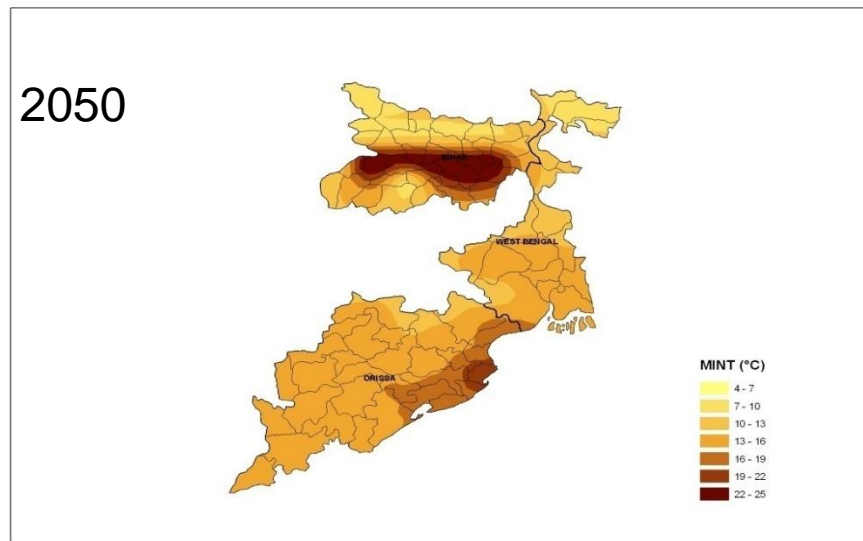 2050
BIHAR
WEST BENGAL
ORISSA
MINT (°C)
4 - 7
7 - 10
10 - 13
13 - 16
16 - 19
19 - 22
22 - 25